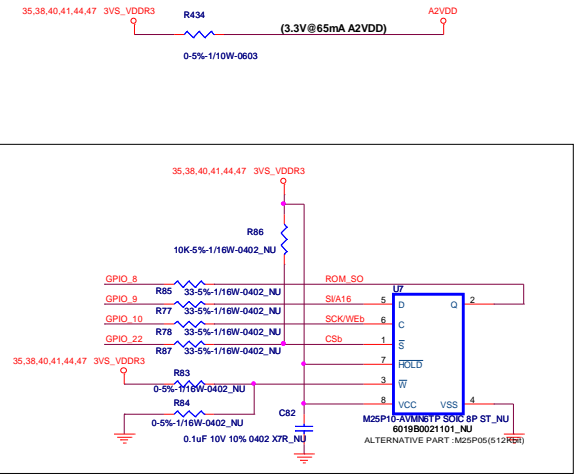 35,38,40,41,44,47 3VS_VDDR3
R434
A2VDD
(3.3V@65mA A2VDD)
0-5%-1/10W-0603
35,38,40,41,44,47 3VS_VDDR3
R86
10K-5%-1/16W-0402_NU
GPIO_8
ROM_SO
U7
R85 33-5%-1/16W-0402_NU
GPIO_9
SI/A16
5 D
Q 2
R77 33-5%-1/16W-0402_NU
GPIO_10
SCK/WEb
6 C
R78 33-5%-1/16W-0402_NU
GPIO_22
CSb
1 S
R87 33-5%-1/16W-0402_NU
7 HOLD
35,38,40,41,44,47 3VS_VDDR3
R83
3 W
0-5%-1/16W-0402_NU
R84
8 VCC
VSS 4
0-5%-1/16W-0402_NU
C82
M25P10-AVMN6TP SOIC 8P ST_NU
6019B0021101_NU
0.1uF 10V 10% 0402 X7R_NU
ALTERNATIVE PART :M25P05(512Kbit)